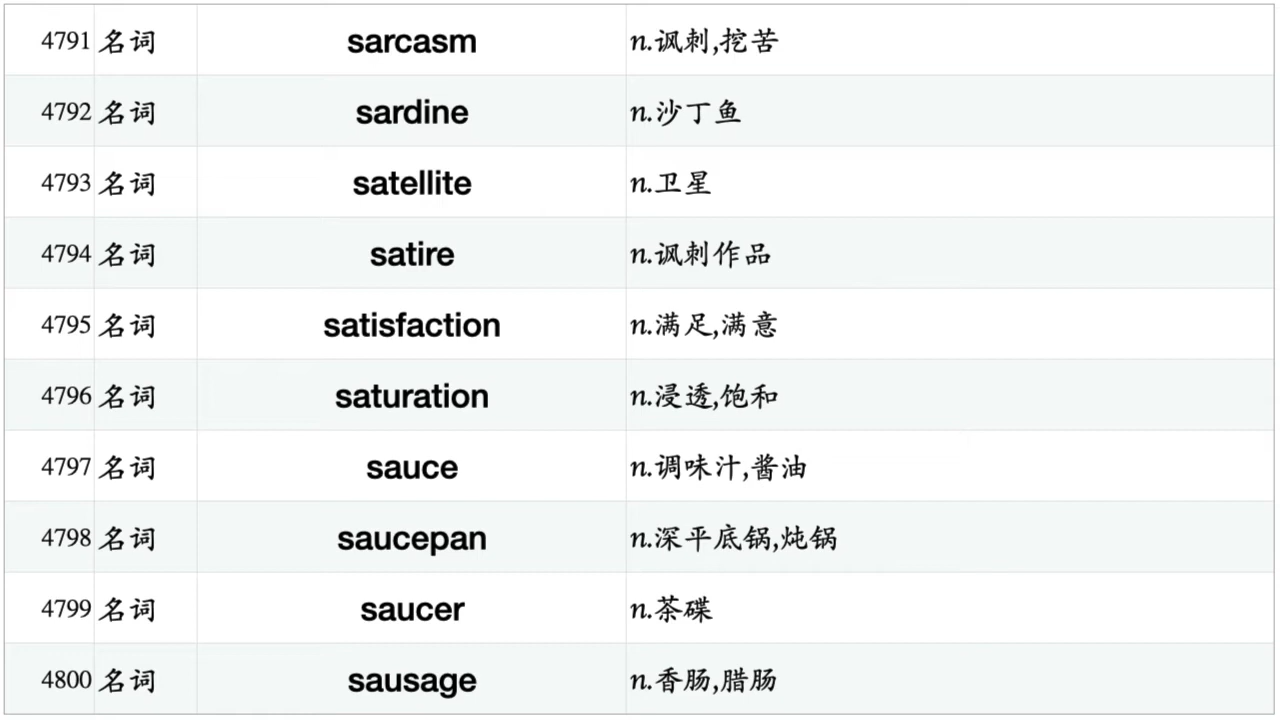 4791 名词 sarcasm n.讽刺,挖苦
4792 名词 sardine n.沙丁鱼
4793 名词 satellite n.卫星
4794 名词 satire n.讽刺作品
4795 名词 satisfaction n.满足,满意
4796 名词 saturation n.浸透,饱和
4797 名词 sauce n.调味汁,酱油
4798 名词 saucepan n.深平底锅,炖锅
4799 名词 saucer n.茶碟
4800 名词 sausage n.香肠,腊肠